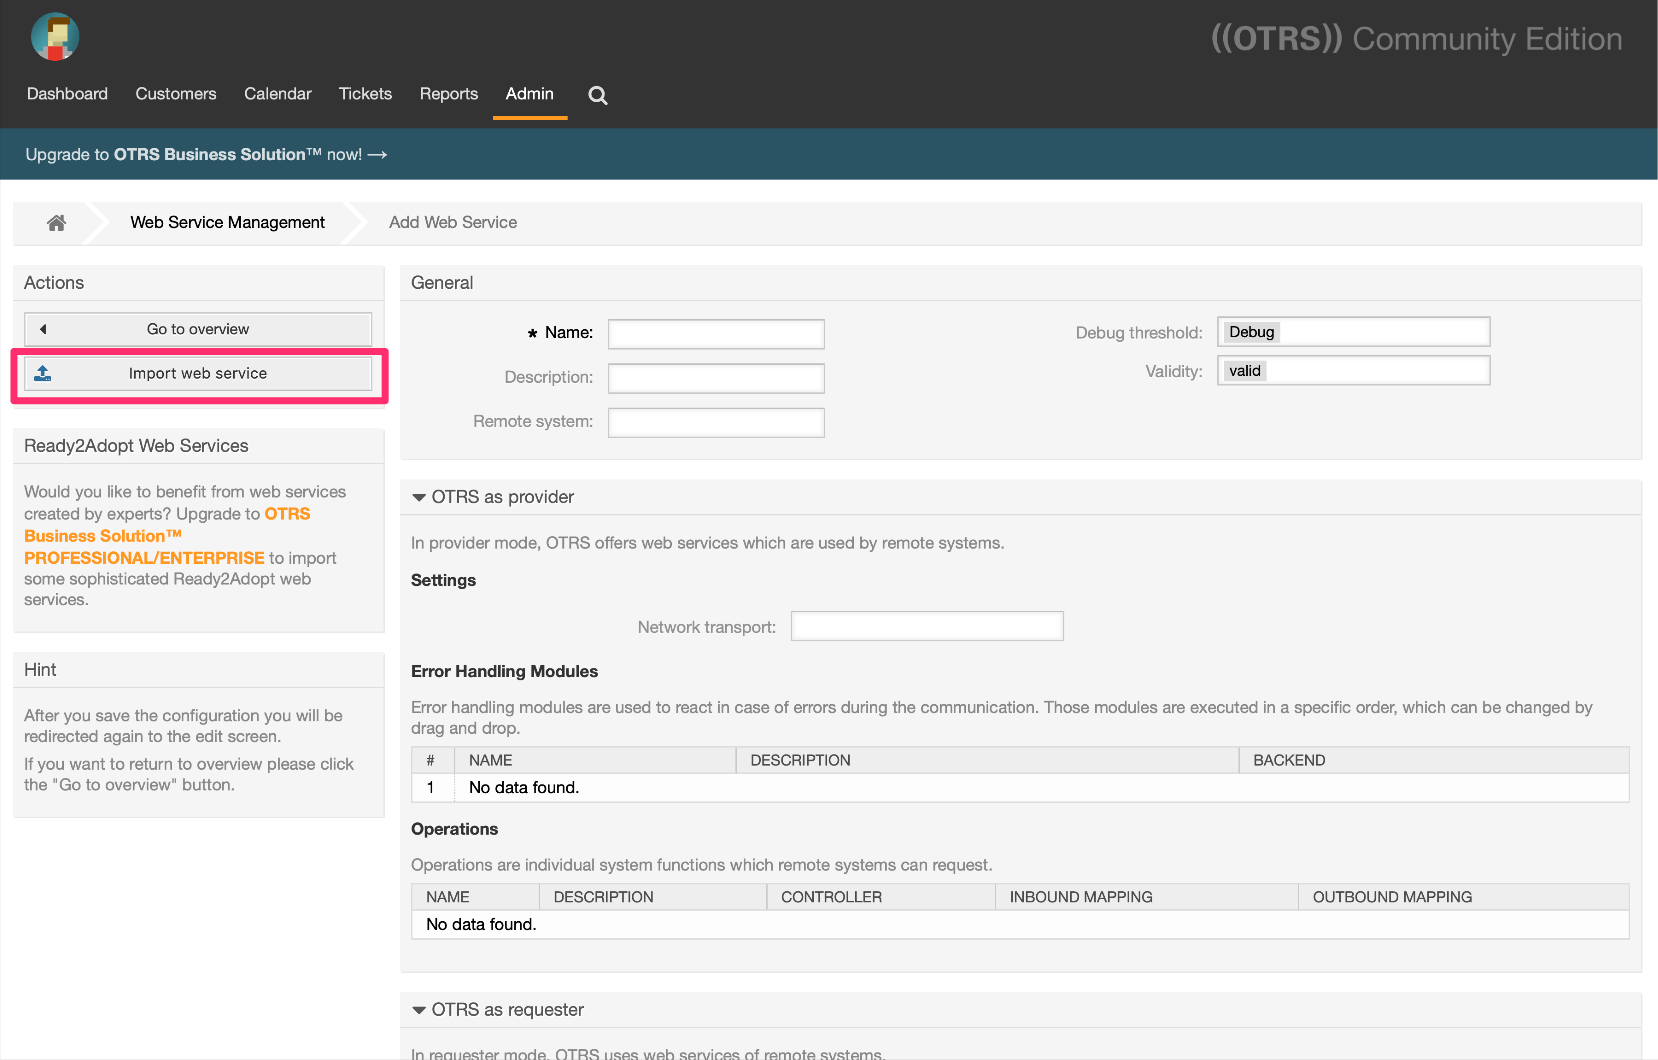 ((OTRS)) Community Edition
Dashboard Customers Calendar Tickets Reports Admin
Upgrade to OTRS Business Solution™ now! →
Web Service Management Add Web Service
Actions
Go to overview
Import web service
Ready2Adopt Web Services
Would you like to benefit from web services
created by experts? Upgrade to OTRS
Business Solution™
PROFESSIONAL/ENTERPRISE to import
some sophisticated Ready2Adopt web
services.
Hint
After you save the configuration you will be
redirected again to the edit screen.
If you want to return to overview please click
the "Go to overview" button.
General
* Name:
Description:
Remote system:
Debug threshold: Debug
Validity: valid
OTRS as provider
In provider mode, OTRS offers web services which are used by remote systems.
Settings
Network transport:
Error Handling Modules
Error handling modules are used to react in case of errors during the communication. Those modules are executed in a specific order, which can be changed by
drag and drop.
# NAME DESCRIPTION BACKEND
1 No data found.
Operations
Operations are individual system functions which remote systems can request.
NAME DESCRIPTION CONTROLLER INBOUND MAPPING OUTBOUND MAPPING
No data found.
OTRS as requester
In requester mode, OTRS uses web services of remote systems.